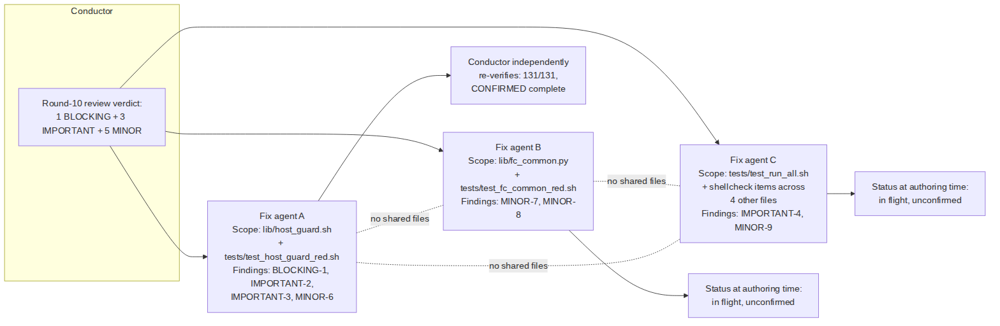 Conductor
Round-10 review verdict:
1 BLOCKING + 3
IMPORTANT + 5 MINOR
Conductor independently
re-verifies: 131/131,
CONFIRMED complete
Fix agent A
Scope: lib/host_guard.sh
+
tests/test_host_guard_red.sh
Findings: BLOCKING-1,
IMPORTANT-2,
IMPORTANT-3, MINOR-6
no shared files
Fix agent B
Scope: lib/fc_common.py
+
tests/test_fc_common_red.sh
Findings: MINOR-7, MINOR-
8
no shared files
no shared files
Fix agent C
Scope: tests/test_run_all.sh
+ shellcheck items across
4 other files
Findings: IMPORTANT-4,
MINOR-9
Status at authoring time:
in flight, unconfirmed
Status at authoring time:
in flight, unconfirmed